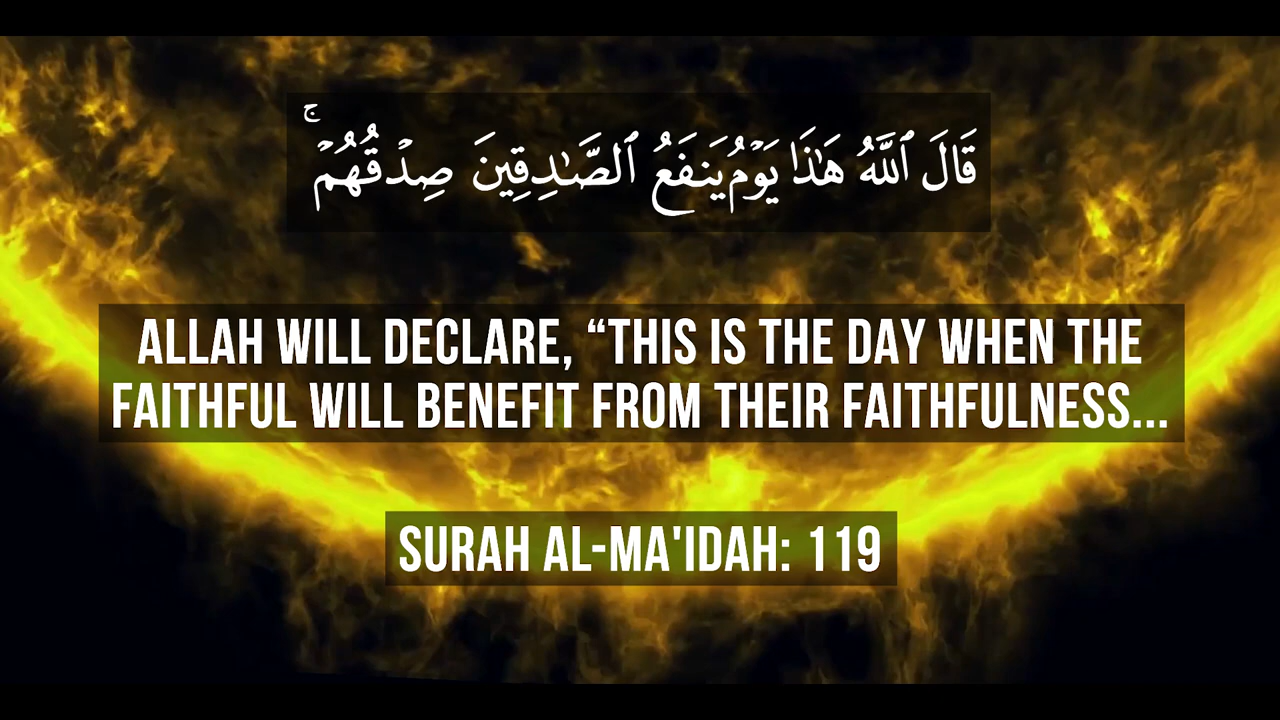 قَالَ ٱللَّهُ هَـٰذَا يَوۡمُ يَنفَعُ ٱلصَّـٰدِقِينَ صِدۡقُهُمۡۚ
ALLAH WILL DECLARE, “THIS IS THE DAY WHEN THE
FAITHFUL WILL BENEFIT FROM THEIR FAITHFULNESS...
SURAH AL-MA'IDAH: 119